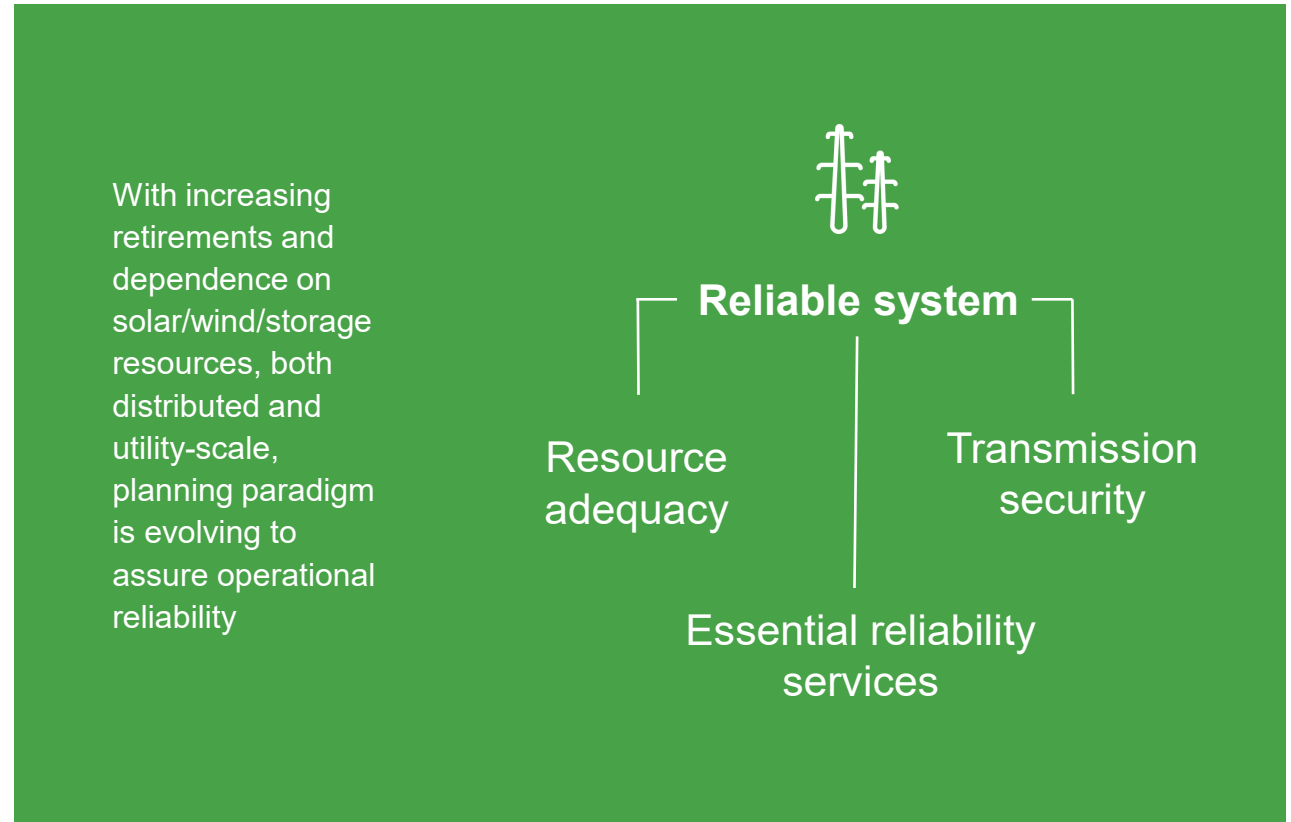 With increasing
retirements and
dependence on
solar/wind/storage
resources, both
distributed and
utility-scale,
planning paradigm
is evolving to
assure operational
reliability
Reliable system
Resource
adequacy
Transmission
security
Essential reliability
services